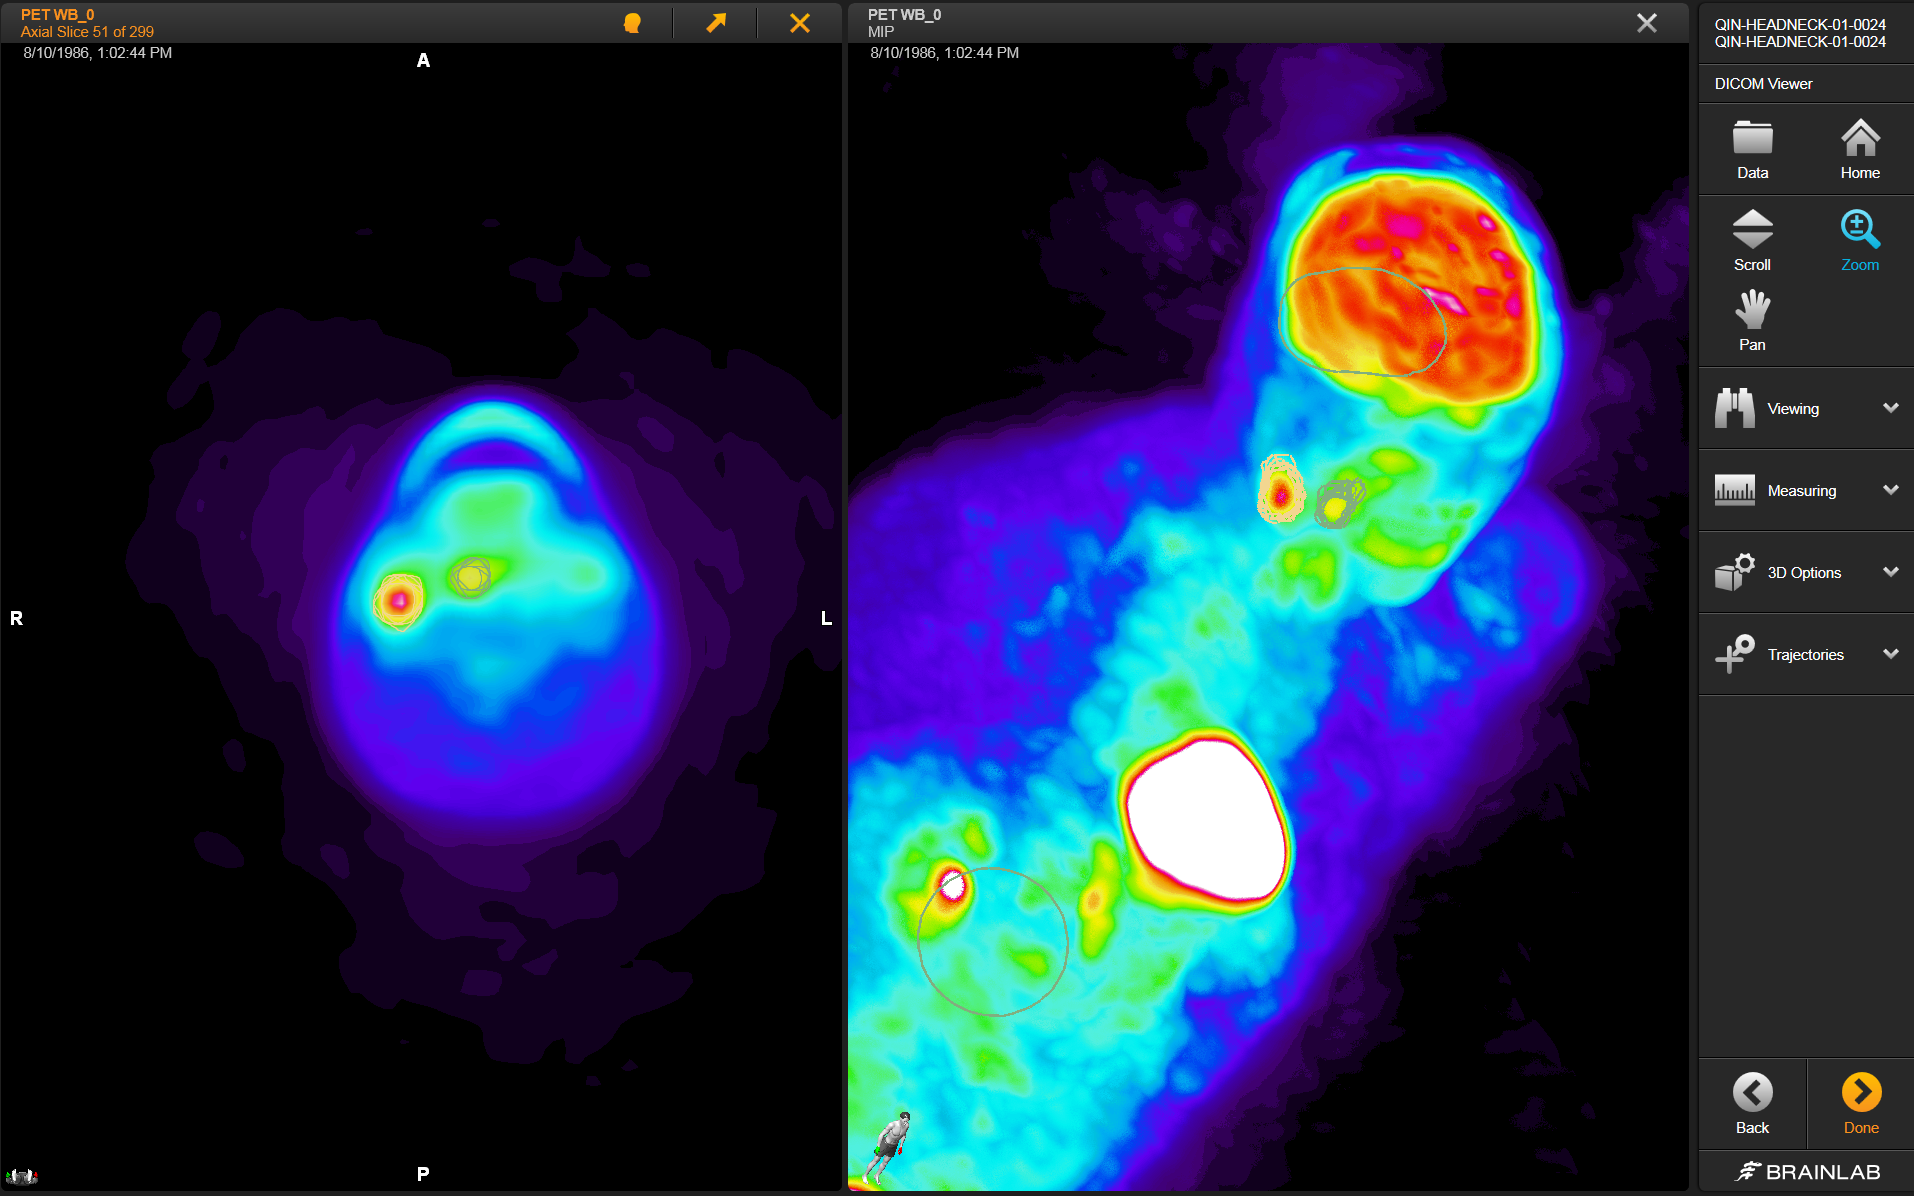 PET WB_0
Axial Slice 51 of 299
8/10/1986, 1:02:44 PM
A
R
L
P
PET WB_0
MIP
8/10/1986, 1:02:44 PM
QIN-HEADNECK-01-0024
QIN-HEADNECK-01-0024
DICOM Viewer
Data
Home
Scroll
Zoom
Pan
Viewing
Measuring
3D Options
Trajectories
Back
Done
BRAINLAB